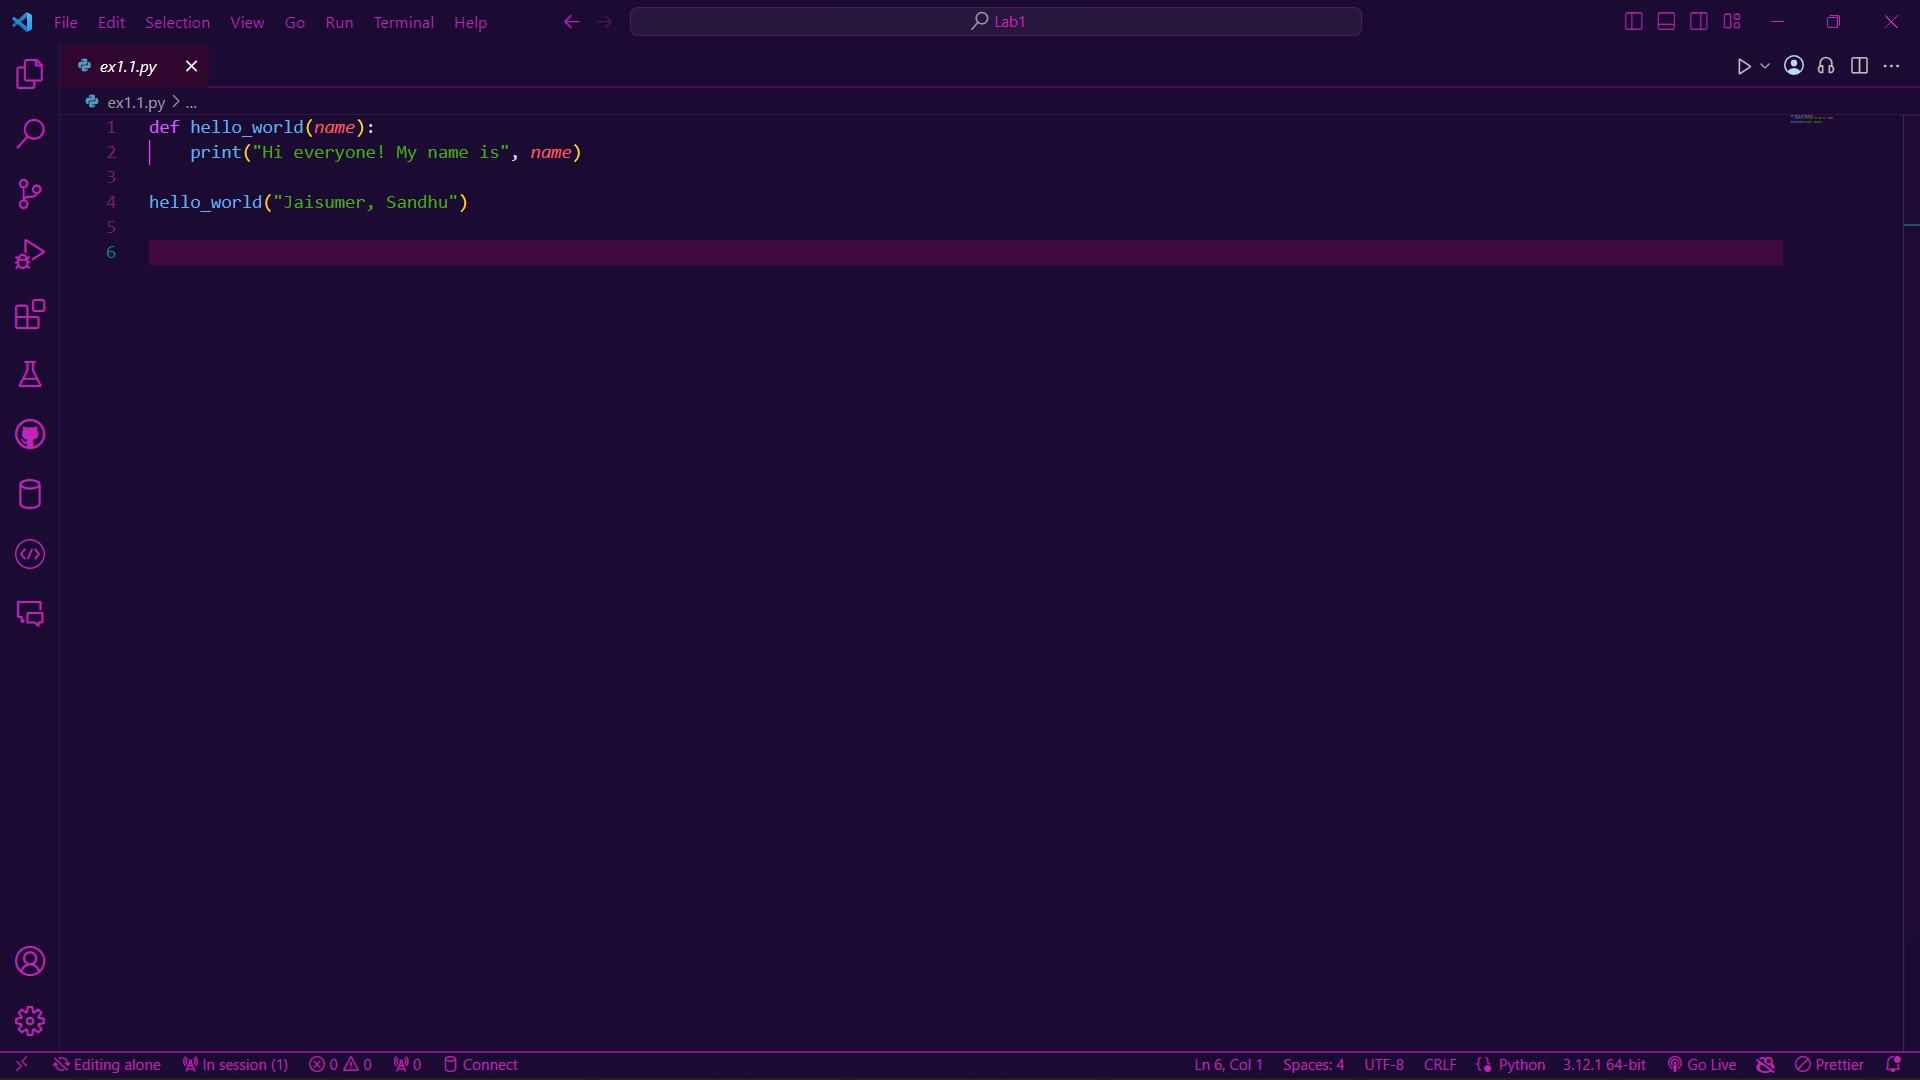 File Edit Selection View Go Run Terminal Help Lab1
ex1.1.py
ex1.1.py > ...
1 def hello_world(name):
2     print("Hi everyone! My name is", name)
3
4 hello_world("Jaisumer, Sandhu")
5
6
Editing alone In session (1) 0 0 0 Connect Ln 6, Col 1 Spaces: 4 UTF-8 CRLF Python 3.12.1 64-bit Go Live Prettier